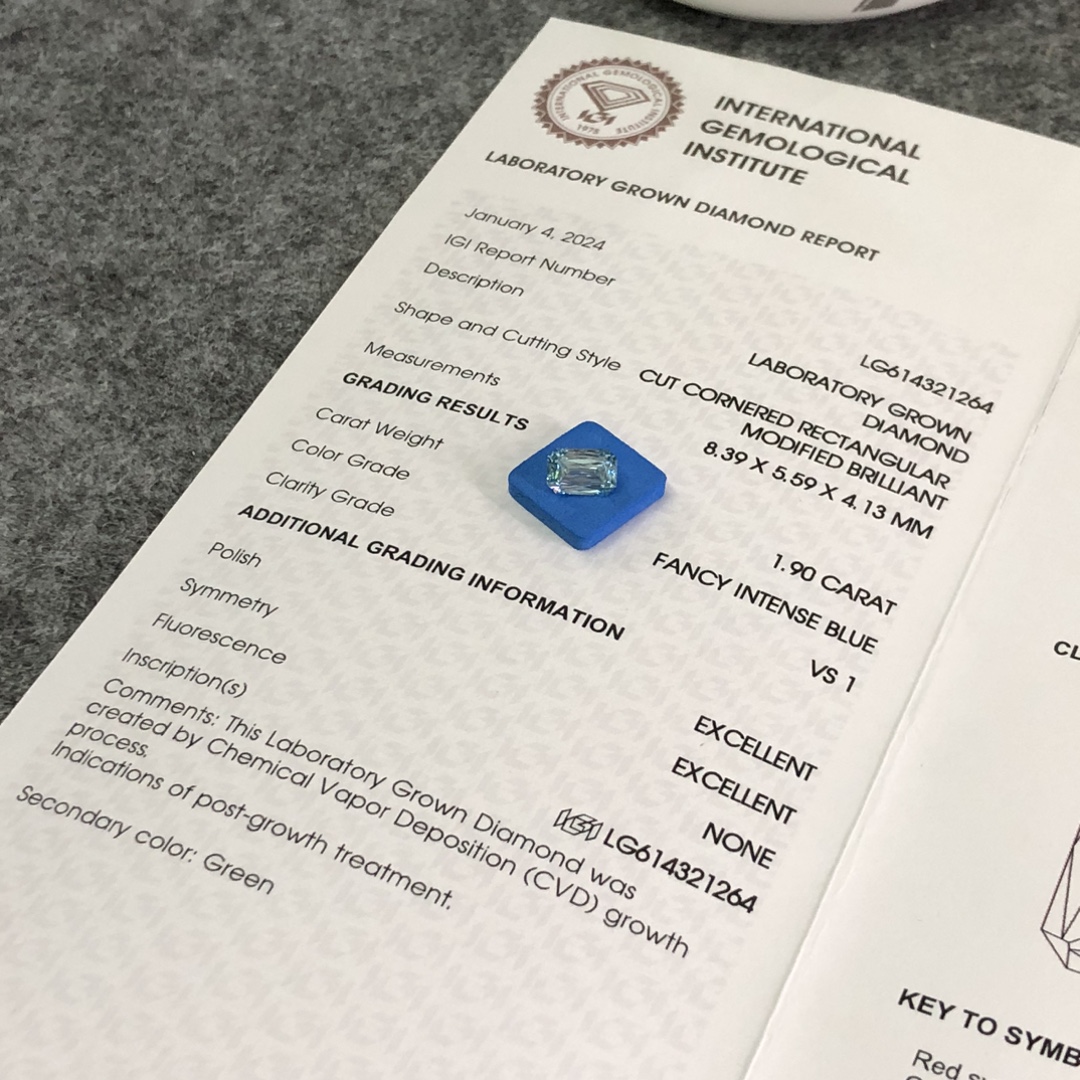 INTERNATIONAL GEMOLOGICAL INSTITUTE
IGI
1975
INTERNATIONAL
GEMOLOGICAL
INSTITUTE
LABORATORY GROWN DIAMOND REPORT
January 4, 2024
IGI Report Number LG614321264
Description LABORATORY GROWN
DIAMOND
Shape and Cutting Style CUT CORNERED RECTANGULAR
MODIFIED BRILLIANT
Measurements 8.39 X 5.59 X 4.13 MM
GRADING RESULTS
Carat Weight 1.90 CARAT
Color Grade FANCY INTENSE BLUE
Clarity Grade VS 1
ADDITIONAL GRADING INFORMATION
Polish EXCELLENT
Symmetry EXCELLENT
Fluorescence NONE
Inscription(s) IGI LG614321264
Comments: This Laboratory Grown Diamond was
created by Chemical Vapor Deposition (CVD) growth
process.
Indications of post-growth treatment.
Secondary color: Green
KEY TO
Red